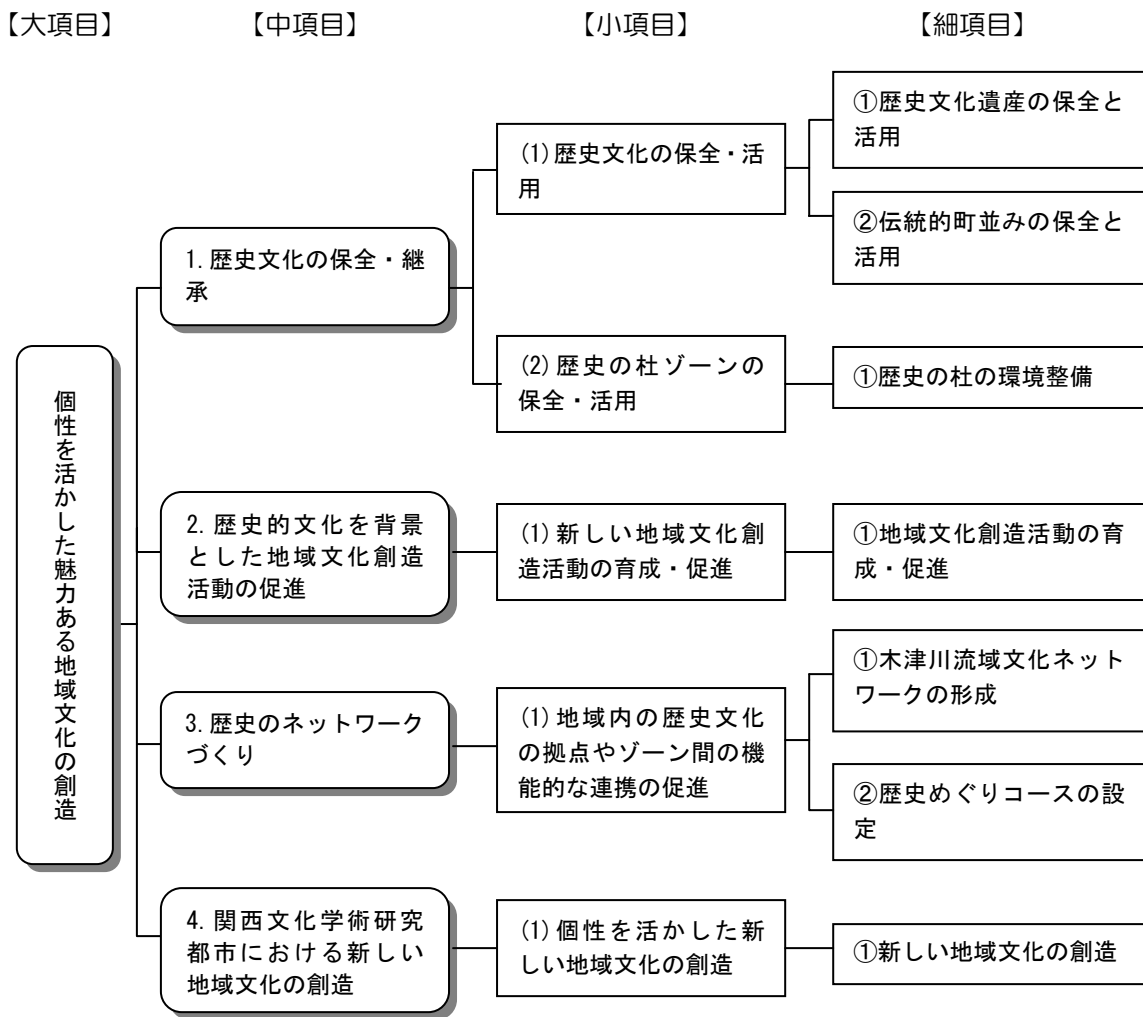 【大項目】 【中項目】 【小項目】 【細項目】
個性を活かした魅力ある地域文化の創造
1. 歴史文化の保全・継
承
(1) 歴史文化の保全・活
用
①歴史文化遺産の保全と
活用
②伝統的町並みの保全と
活用
(2) 歴史の杜ゾーンの
保全・活用
①歴史の杜の環境整備
2. 歴史的文化を背景
とした地域文化創造
活動の促進
(1) 新しい地域文化創
造活動の育成・促進
①地域文化創造活動の育
成・促進
3. 歴史のネットワーク
づくり
(1) 地域内の歴史文化
の拠点やゾーン間の機
能的な連携の促進
①木津川流域文化ネット
ワークの形成
②歴史めぐりコースの設
定
4. 関西文化学術研究
都市における新しい
地域文化の創造
(1) 個性を活かした新
しい地域文化の創造
①新しい地域文化の創造